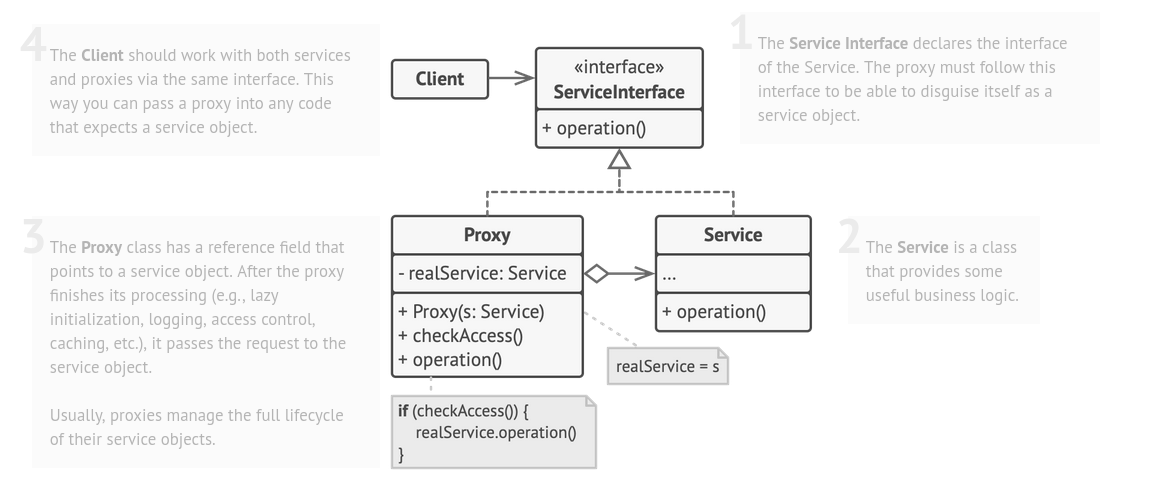 4
The Client should work with both services
and proxies via the same interface. This
way you can pass a proxy into any code
that expects a service object.
Client
«interface»
ServiceInterface
+ operation()
1
The Service Interface declares the interface
of the Service. The proxy must follow this
interface to be able to disguise itself as a
service object.
3
The Proxy class has a reference field that
points to a service object. After the proxy
finishes its processing (e.g., lazy
initialization, logging, access control,
caching, etc.), it passes the request to the
service object.
Usually, proxies manage the full lifecycle
of their service objects.
Proxy
- realService: Service
+ Proxy(s: Service)
+ checkAccess()
+ operation()
Service
...
+ operation()
2
The Service is a class
that provides some
useful business logic.
realService = s
if (checkAccess()) {
realService.operation()
}